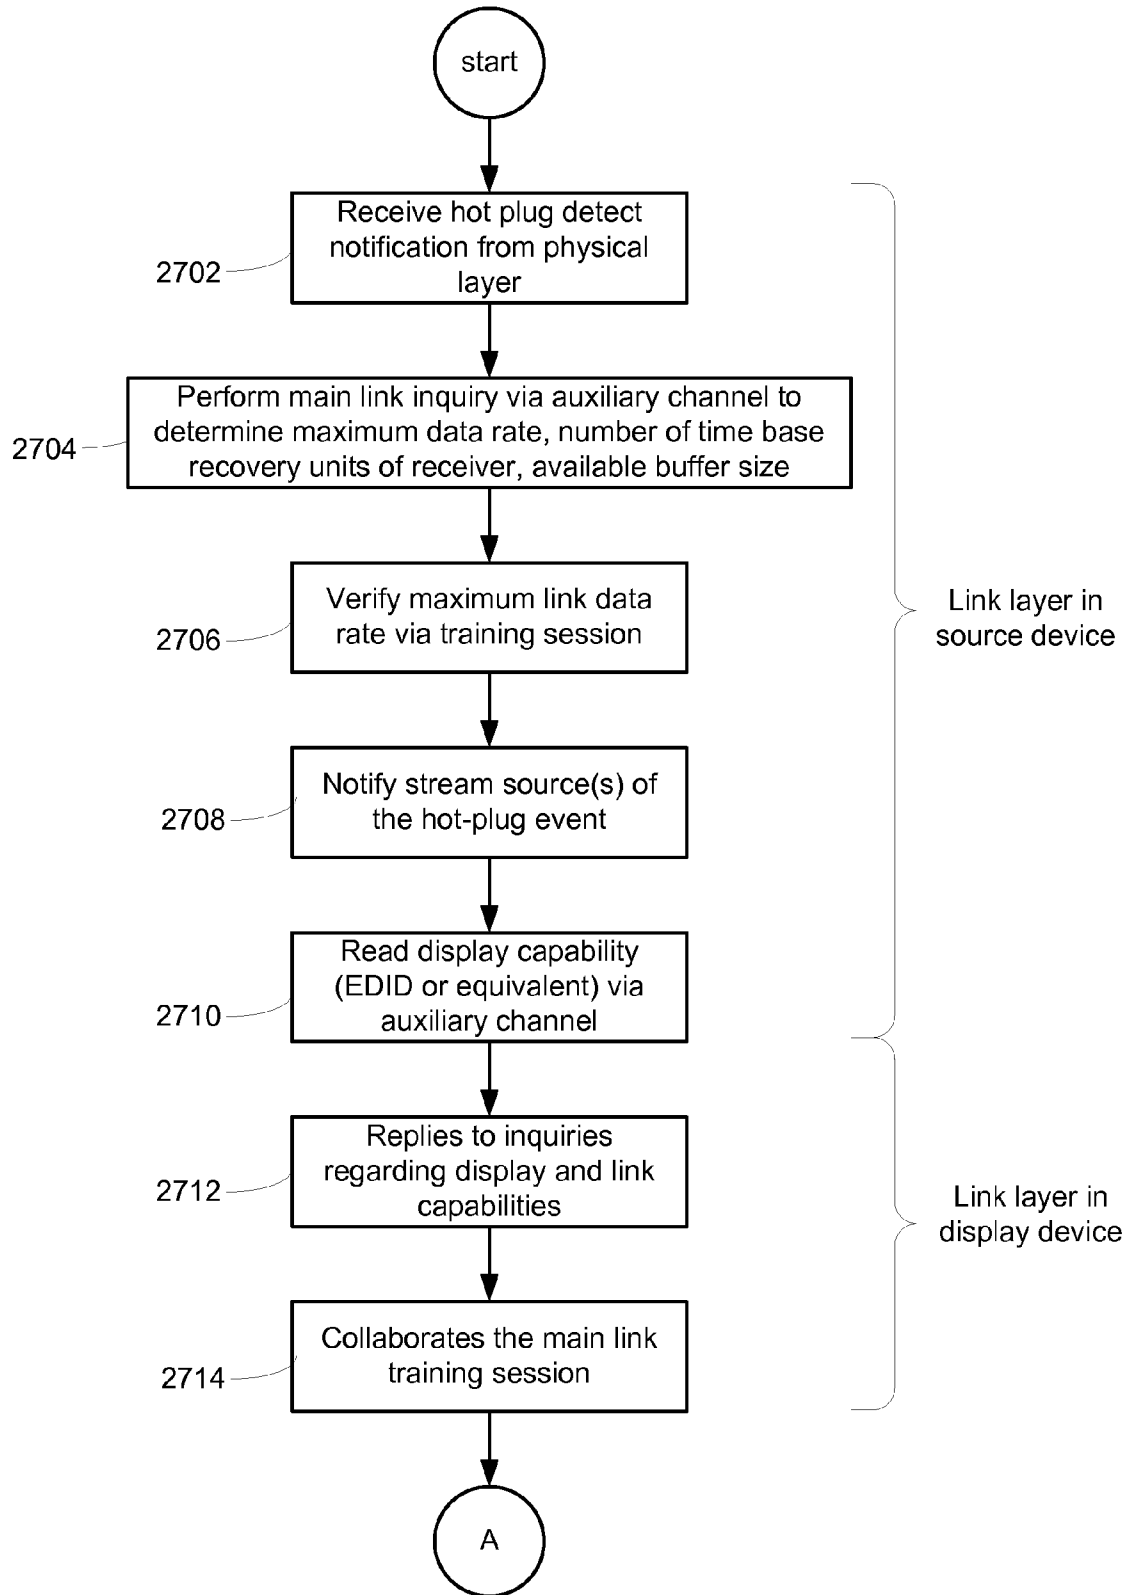 start
Receive hot plug detect
notification from physical
layer
2702
Perform main link inquiry via auxiliary channel to
determine maximum data rate, number of time base
recovery units of receiver, available buffer size
2704
Verify maximum link data
rate via training session
2706
Link layer in
source device
Notify stream source(s) of
the hot-plug event
2708
Read display capability
(EDID or equivalent) via
auxiliary channel
2710
Replies to inquiries
regarding display and link
capabilities
2712
Link layer in
display device
Collaborates the main link
training session
2714
A